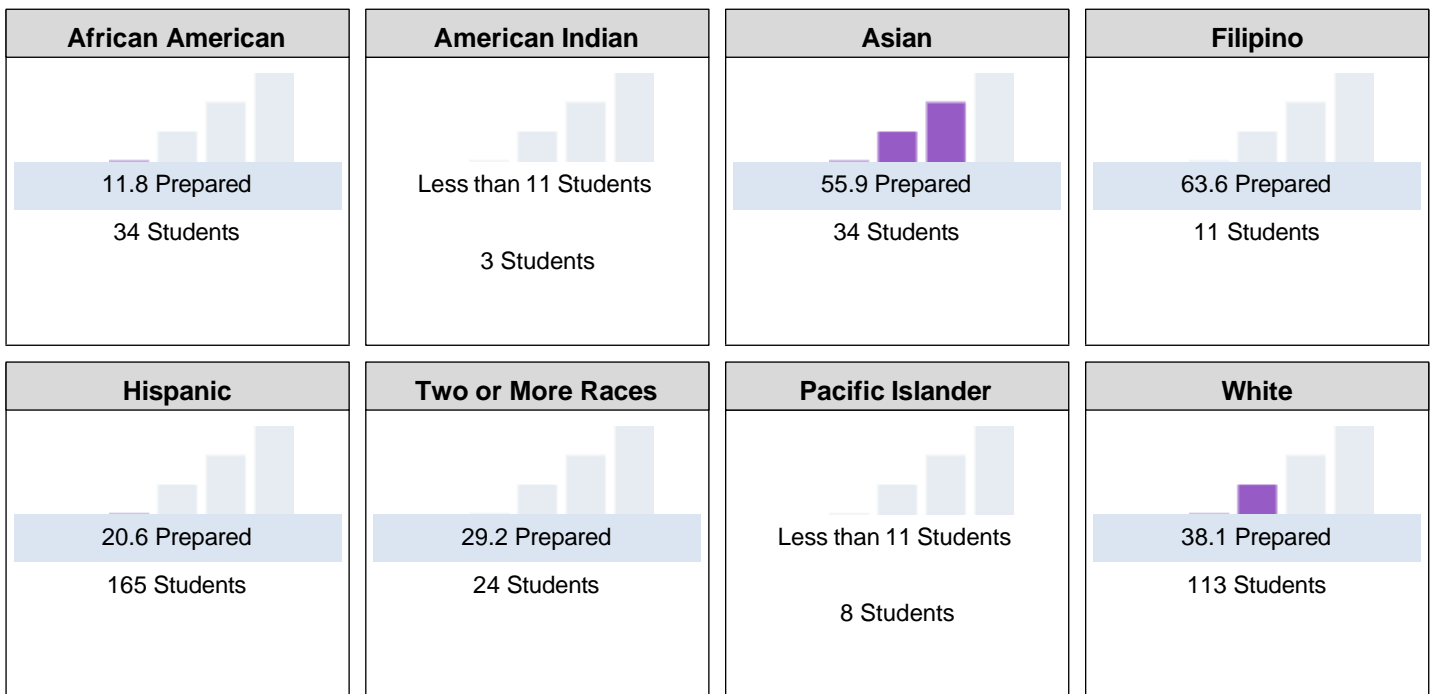 African American
American Indian
Asian
Filipino
11.8 Prepared
Less than 11 Students
55.9 Prepared
63.6 Prepared
34 Students
3 Students
34 Students
11 Students
Hispanic
Two or More Races
Pacific Islander
White
20.6 Prepared
29.2 Prepared
Less than 11 Students
38.1 Prepared
165 Students
24 Students
8 Students
113 Students